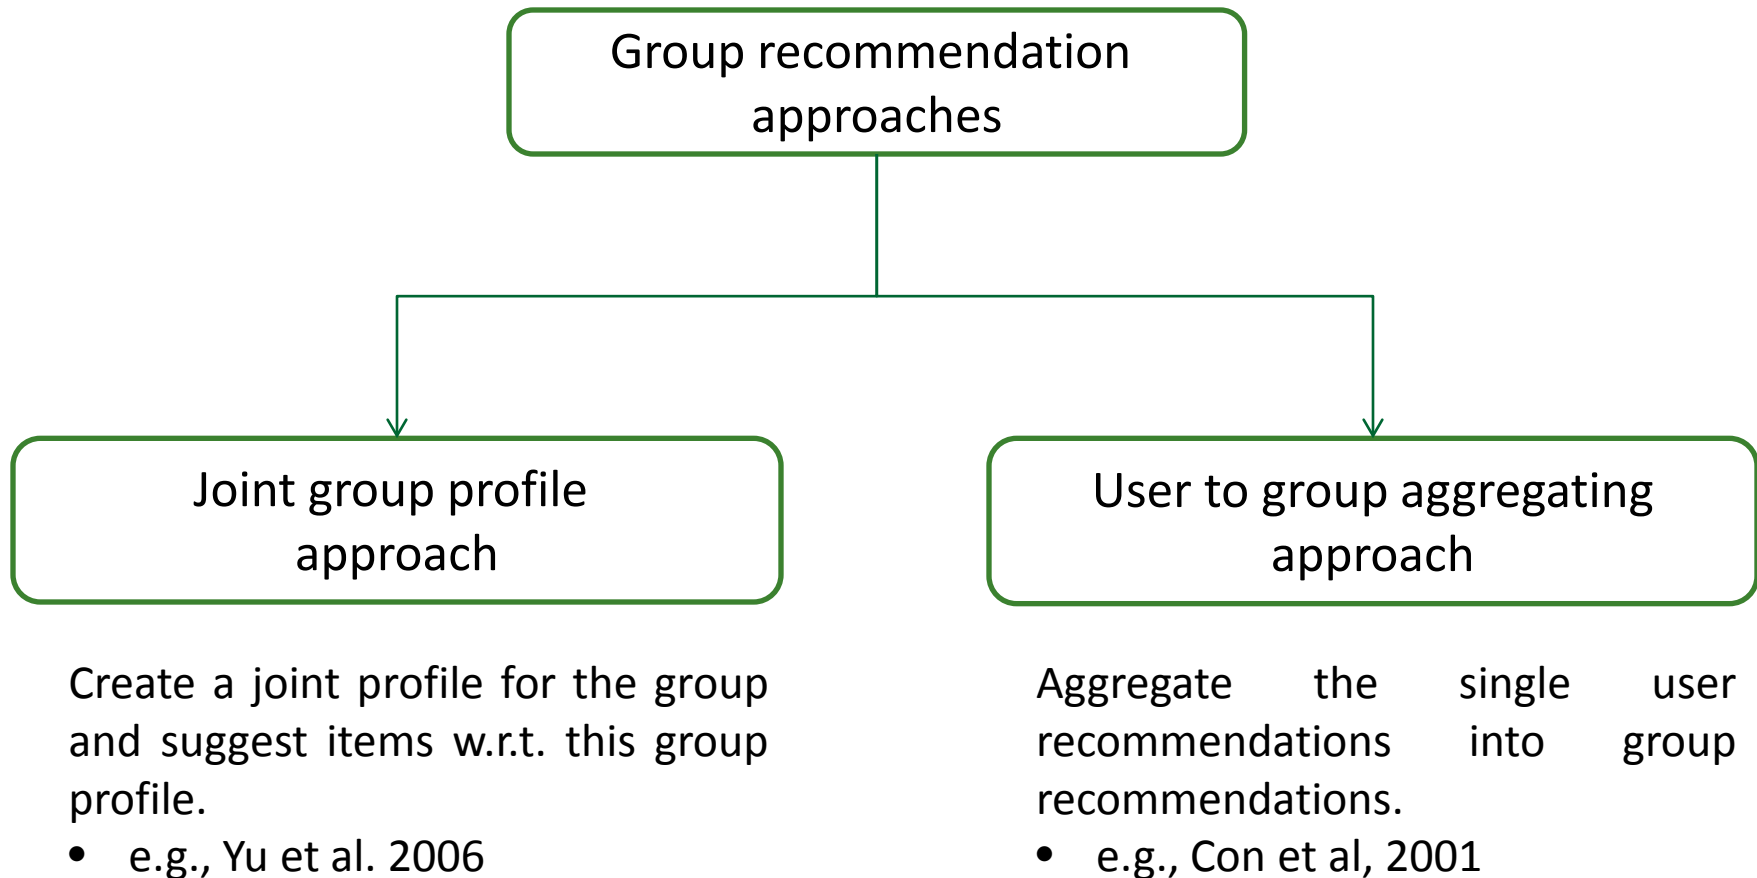 Group recommendation
approaches
Joint group profile
approach
User to group aggregating
approach
Create a joint profile for the group
and suggest items w.r.t. this group
profile.
• e.g., Yu et al. 2006
Aggregate the single user
recommendations into group
recommendations.
• e.g., Con et al, 2001